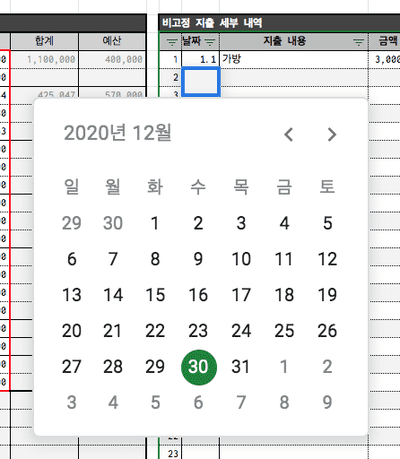 비고정 지출 세부 내역
합계 예산 날짜 지출 내용 금액
1,100,000 400,000 1 1.1 가방 3,000
2
425,047 570,000 3
2020년 12월
일 월 화 수 목 금 토
29 30 1 2 3 4 5
6 7 8 9 10 11 12
13 14 15 16 17 18 19
20 21 22 23 24 25 26
27 28 29 30 31 1 2
3 4 5 6 7 8 9
22
23